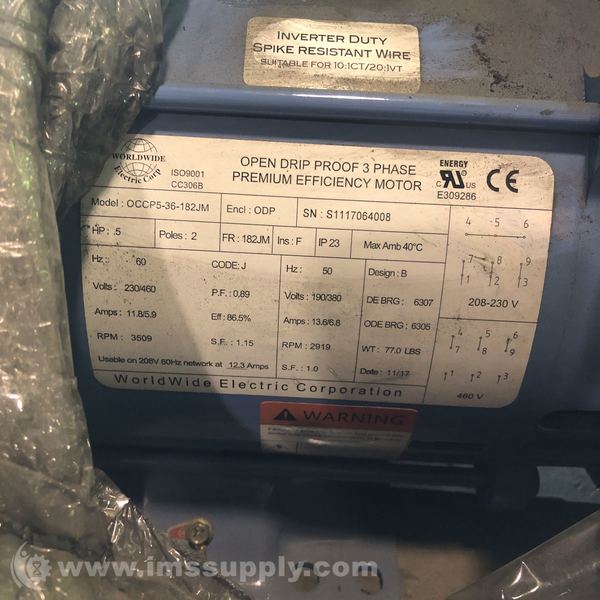 INVERTER DUTY
SPIKE RESISTANT WIRE
SUITABLE FOR 10:1CT/20:1VT
WORLDWIDE
Electric Corp
ISO9001
CC306B
OPEN DRIP PROOF 3 PHASE
PREMIUM EFFICIENCY MOTOR
ENERGY
C US
E309286
CE
Model: OCCP5-36-182JM Encl: ODP SN: S1117064008
HP: .5 Poles: 2 FR: 182JM Ins: F IP 23 Max Amb 40°C
Hz: 60 CODE: J Hz: 50 Design: B
Volts: 230/460 P.F.: 0.89 Volts: 190/380 DE BRG: 6307
Amps: 11.8/5.9 Eff: 86.5% Amps: 13.6/6.8 ODE BRG: 6305
RPM: 3509 S.F.: 1.15 RPM: 2919 WT: 77.0 LBS
Usable on 208V 60Hz network at 12.3 Amps S.F.: 1.0 Date: 11/17
4 5 6
7 8 9
1 2 3
208-230 V
4 5 6
7 8 9
1 2 3
460 V
WorldWide Electric Corporation
WARNING
www.imssupply.com